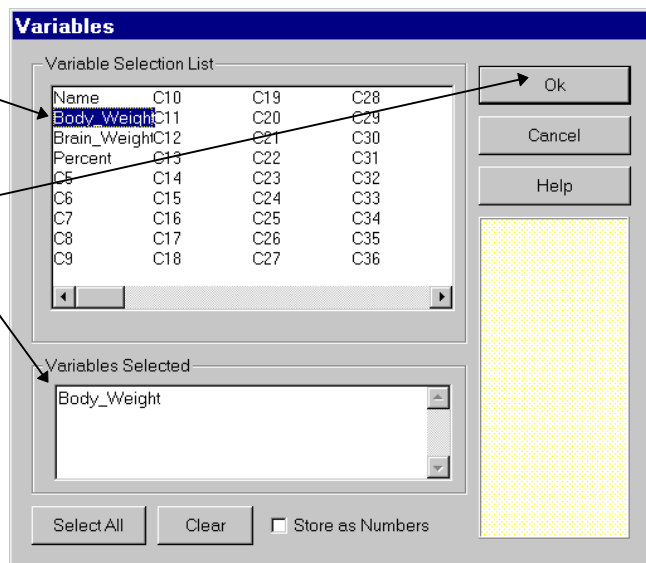 Variables
Variable Selection List
Name C10 C19 C28
Body_Weight C11 C20 C29
Brain_Weight C12 C21 C30
Percent C13 C22 C31
C5 C14 C23 C32
C6 C15 C24 C33
C7 C16 C25 C34
C8 C17 C26 C35
C9 C18 C27 C36
Ok
Cancel
Help
Variables Selected
Body_Weight
Select All Clear Store as Numbers